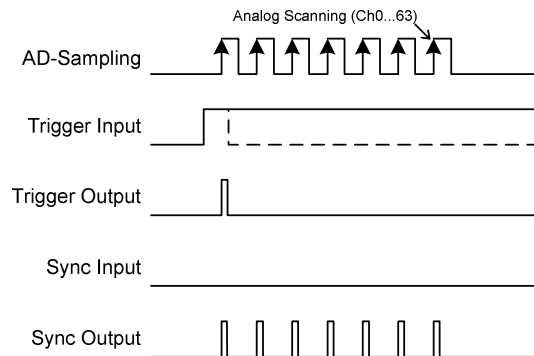 Analog Scanning (Ch0...63)
AD-Sampling
Trigger Input
Trigger Output
Sync Input
Sync Output